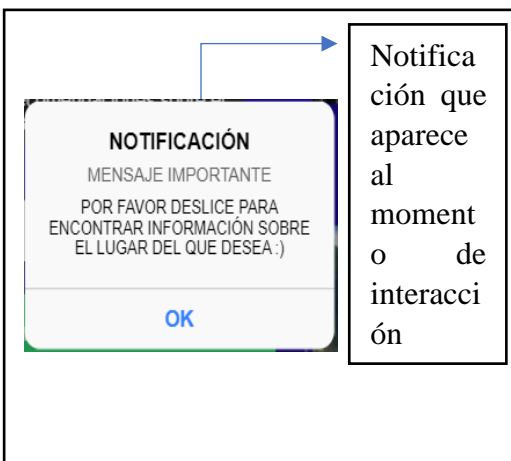 NOTIFICACIÓN
MENSAJE IMPORTANTE
POR FAVOR DESLICE PARA
ENCONTRAR INFORMACIÓN SOBRE
EL LUGAR DEL QUE DESEA :)
OK
Notifica
ción que
aparece
al
moment
o de
interacci
ón